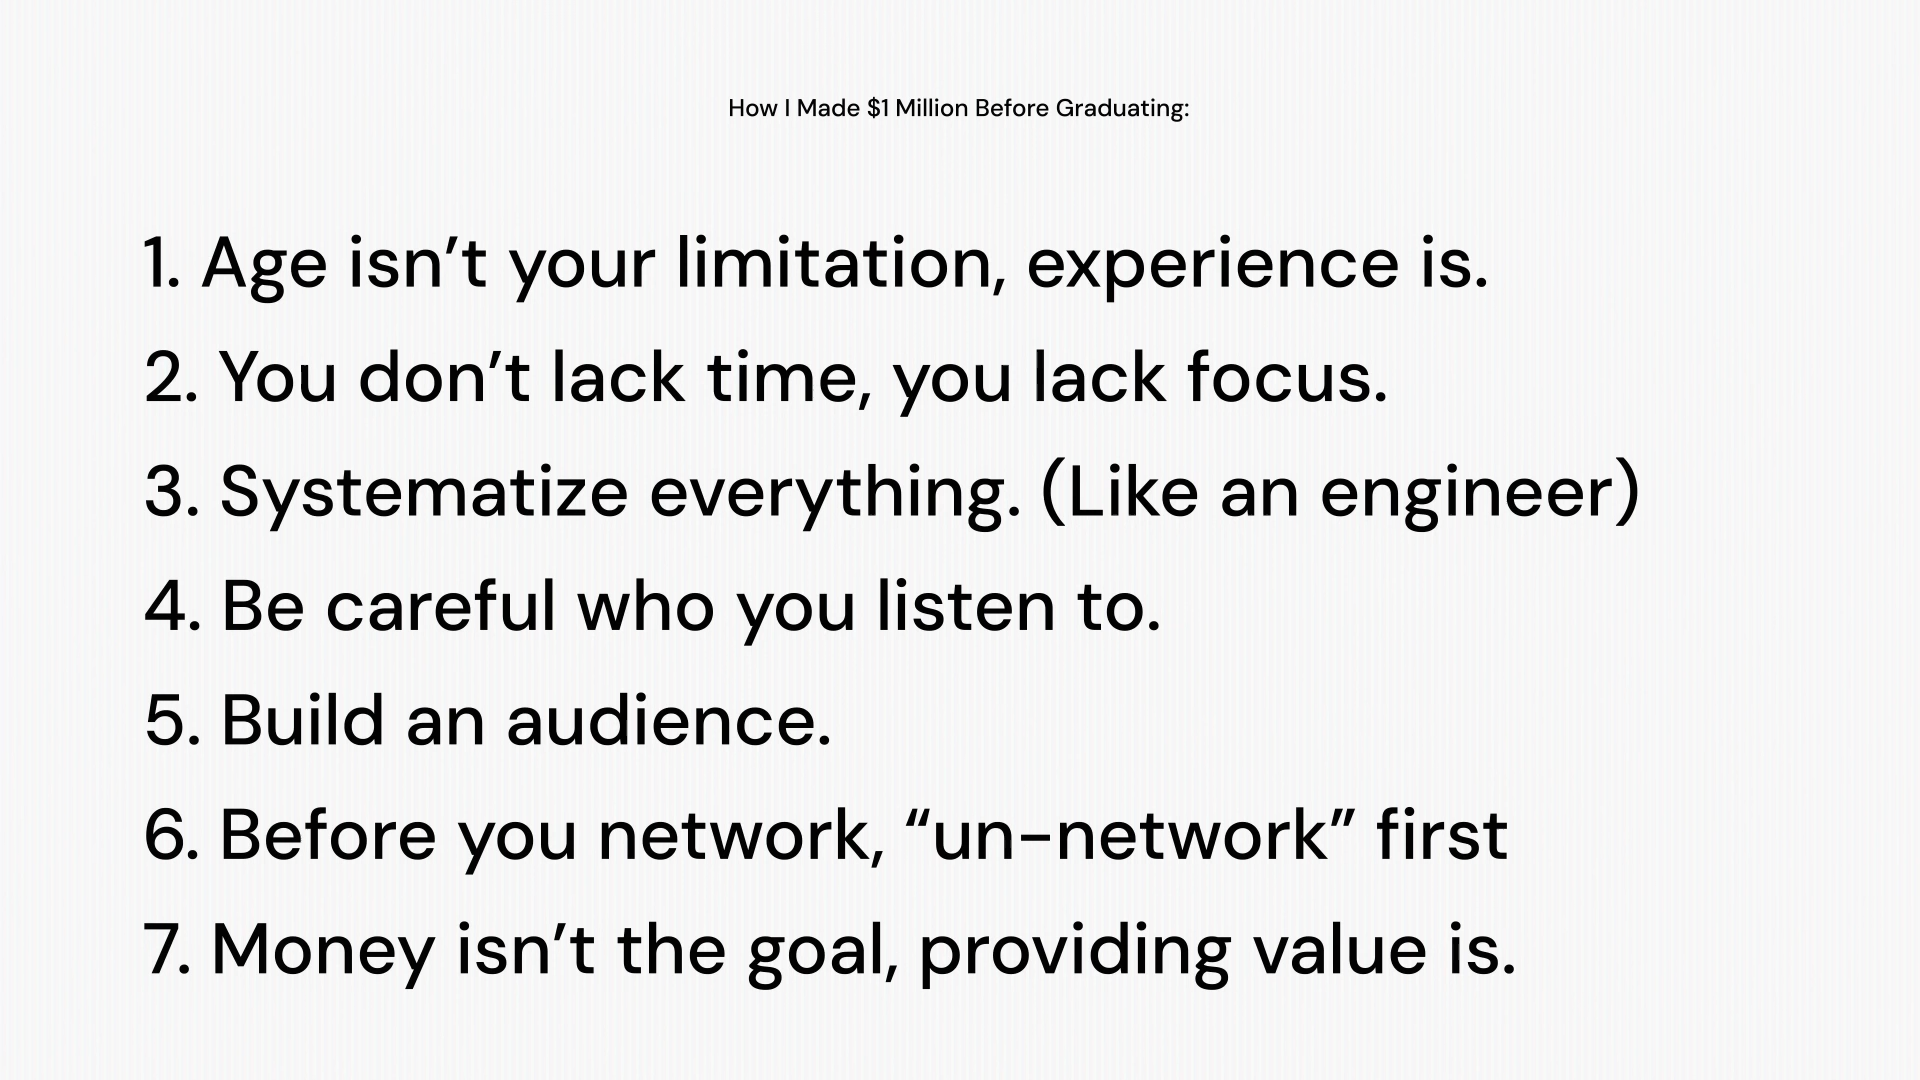 How I Made $1 Million Before Graduating:
1. Age isn’t your limitation, experience is.
2. You don’t lack time, you lack focus.
3. Systematize everything. (Like an engineer)
4. Be careful who you listen to.
5. Build an audience.
6. Before you network, “un-network” first
7. Money isn’t the goal, providing value is.